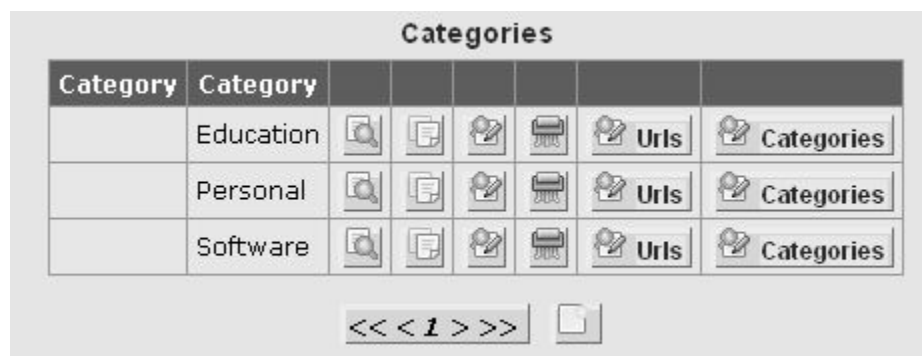 Categories
Category Category
Education Urls Categories
Personal Urls Categories
Software Urls Categories
<< < 1 > >>